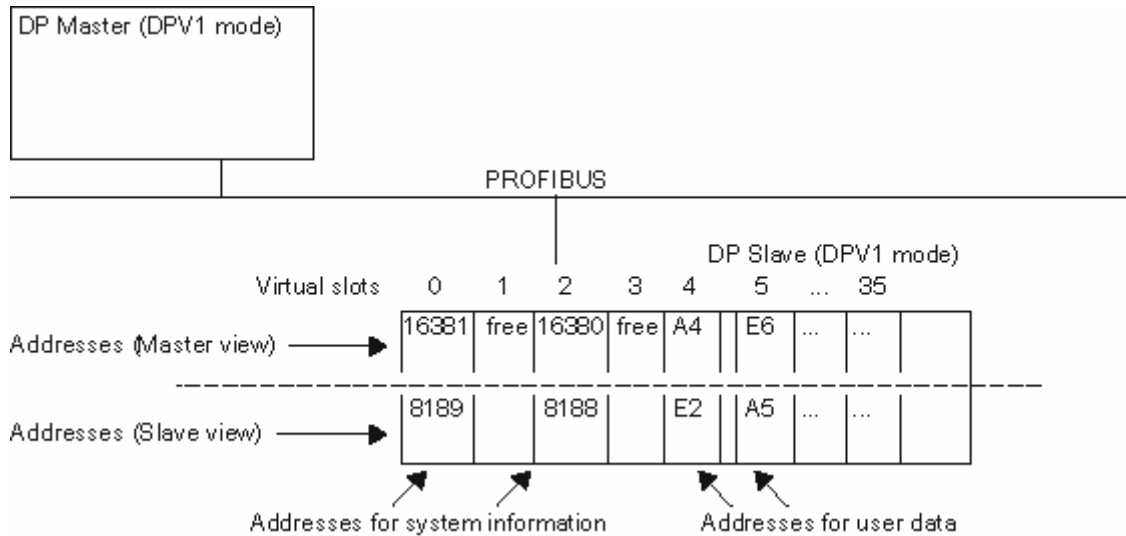 DP Master (DPV1 mode)
PROFIBUS
DP Slave (DPV1 mode)
Virtual slots 0 1 2 3 4 5 ... 35
Addresses (Master view) 16381 free 16380 free A4 E6 ... ...
Addresses (Slave view) 8189 8188 E2 A5 ... ...
Addresses for system information Addresses for user data